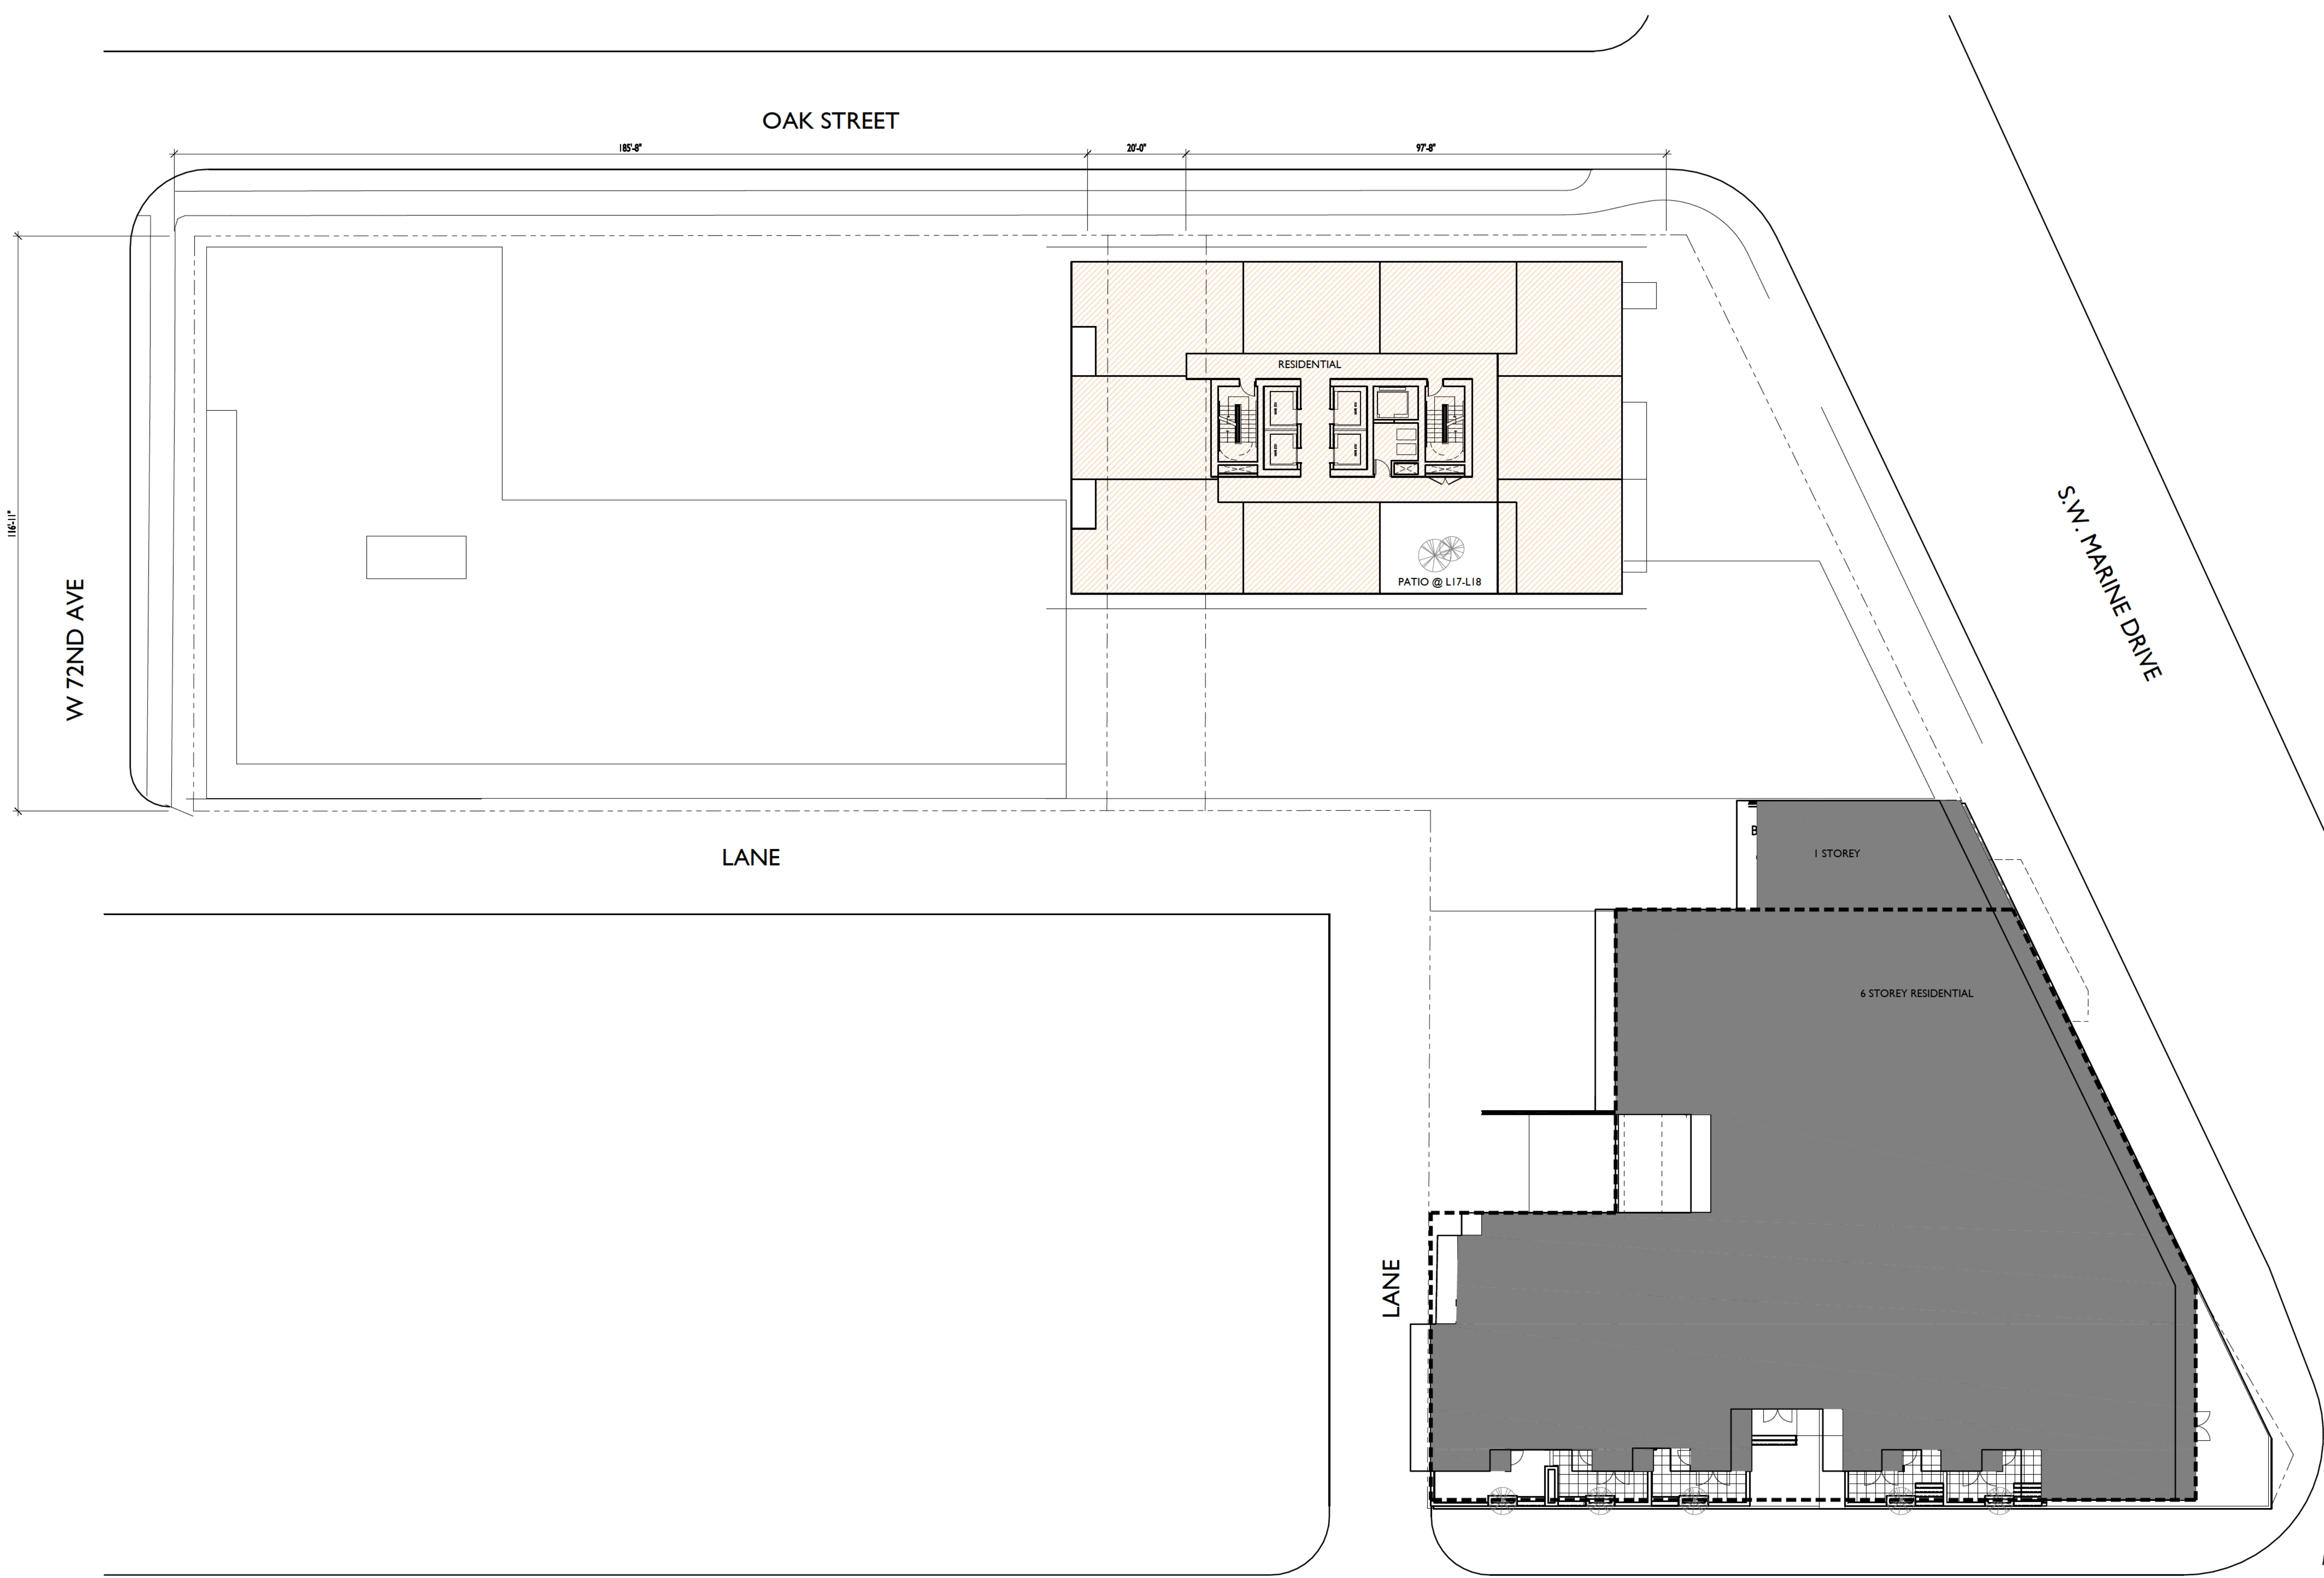 OAK STREET
185'-8"
20'-0"
97'-8"
116'-11"
W 72ND AVE
RESIDENTIAL
PATIO @ L17-L18
S.W. MARINE DRIVE
LANE
B
1 STOREY
6 STOREY RESIDENTIAL
LANE